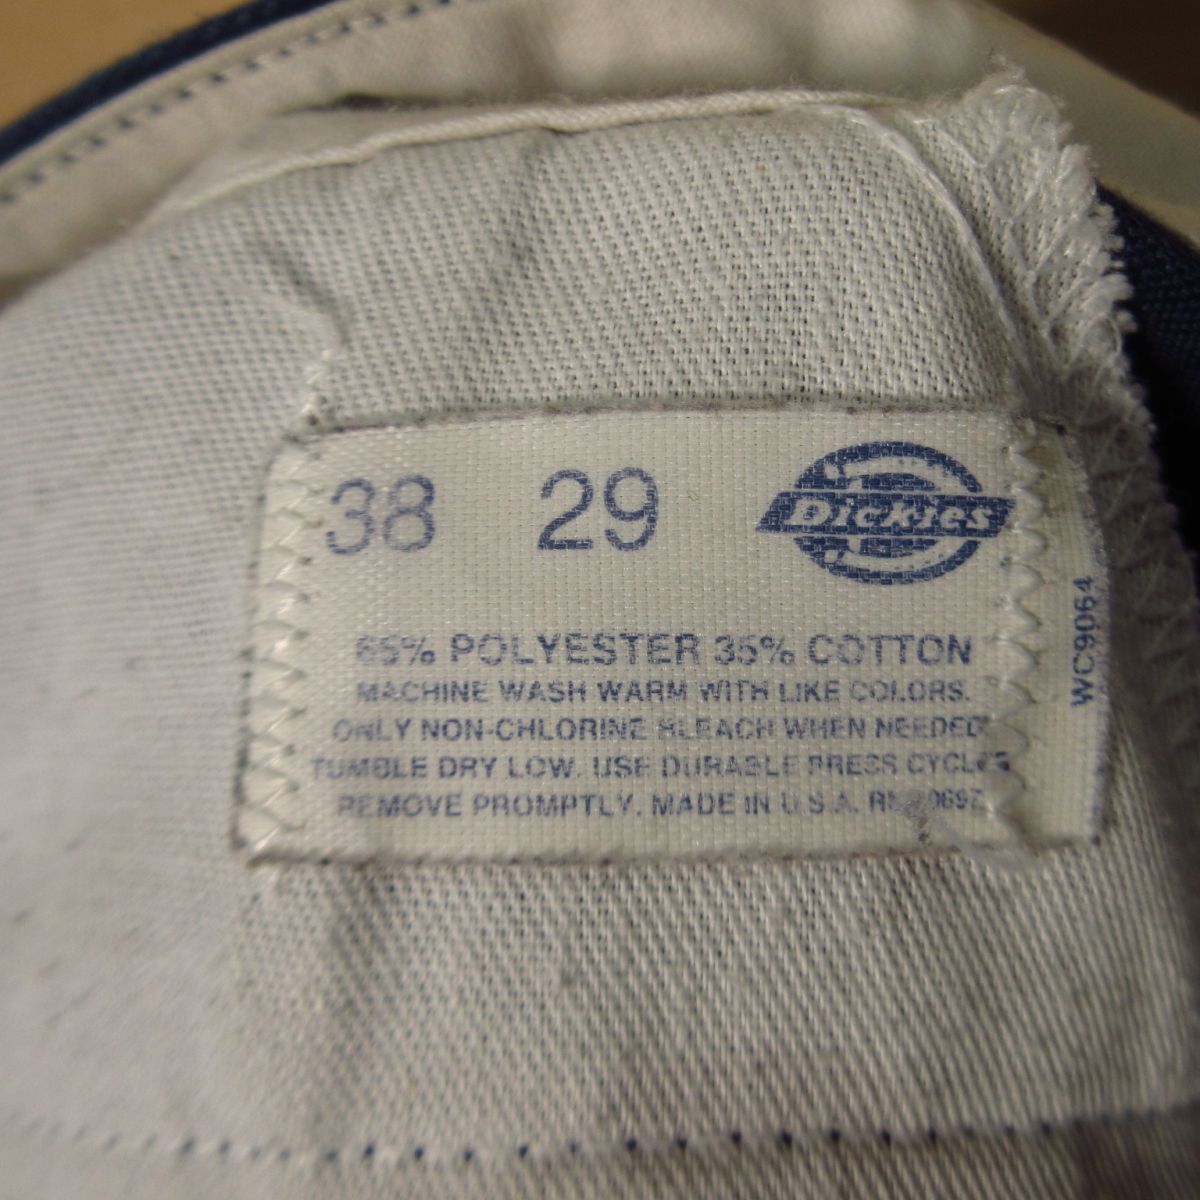 38 29 Dickies
65% POLYESTER 35% COTTON
MACHINE WASH WARM WITH LIKE COLORS.
ONLY NON-CHLORINE BLEACH WHEN NEEDED
TUMBLE DRY LOW. USE DURABLE PRESS CYCLES
REMOVE PROMPTLY. MADE IN U.S.A.
WC9064